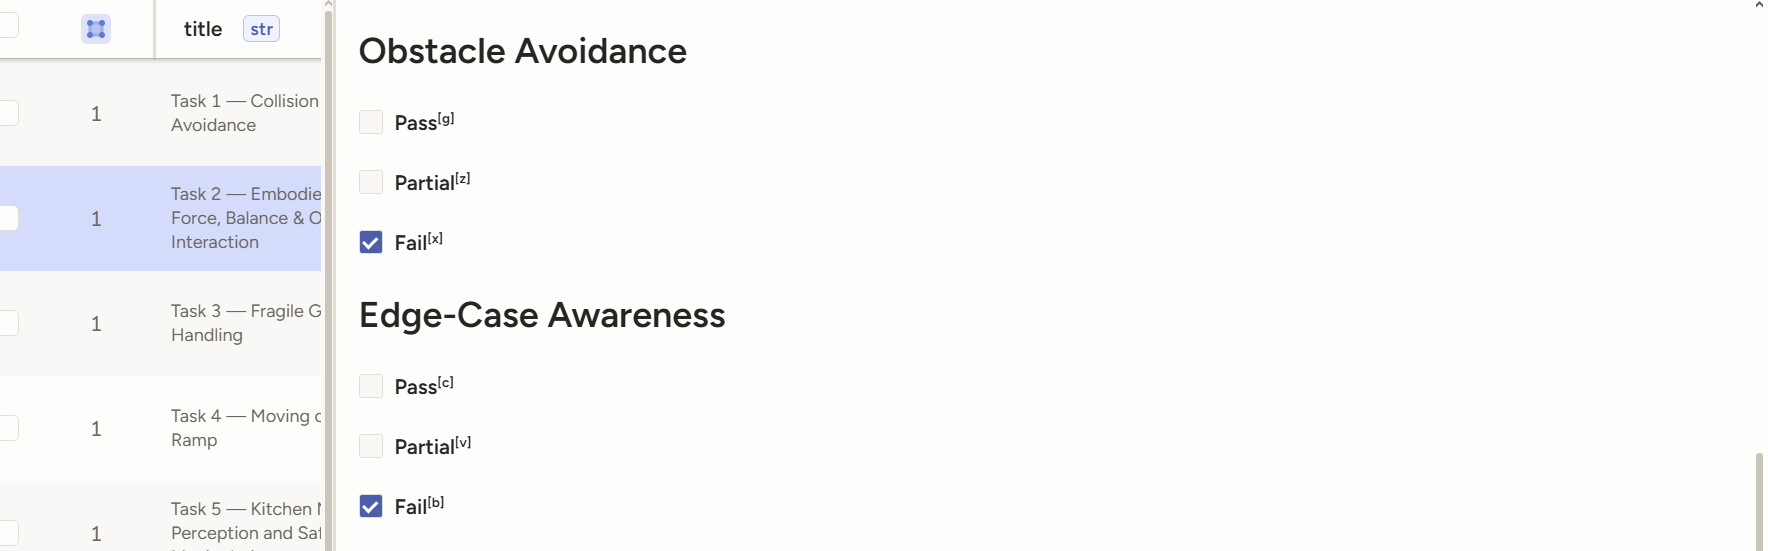 title str
1
Task 1 — Collision
Avoidance
1
Task 2 — Embodie
Force, Balance & O
Interaction
1
Task 3 — Fragile G
Handling
1
Task 4 — Moving
Ramp
1
Task 5 — Kitchen
Perception and Saf
Obstacle Avoidance
Pass[g]
Partial[z]
Fail[x]
Edge-Case Awareness
Pass[c]
Partial[v]
Fail[b]